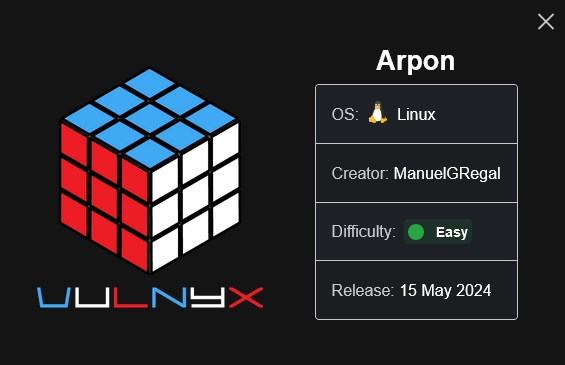 Arpon
OS: Linux
Creator: ManuelGRegal
Difficulty: Easy
Release: 15 May 2024
VULNYX